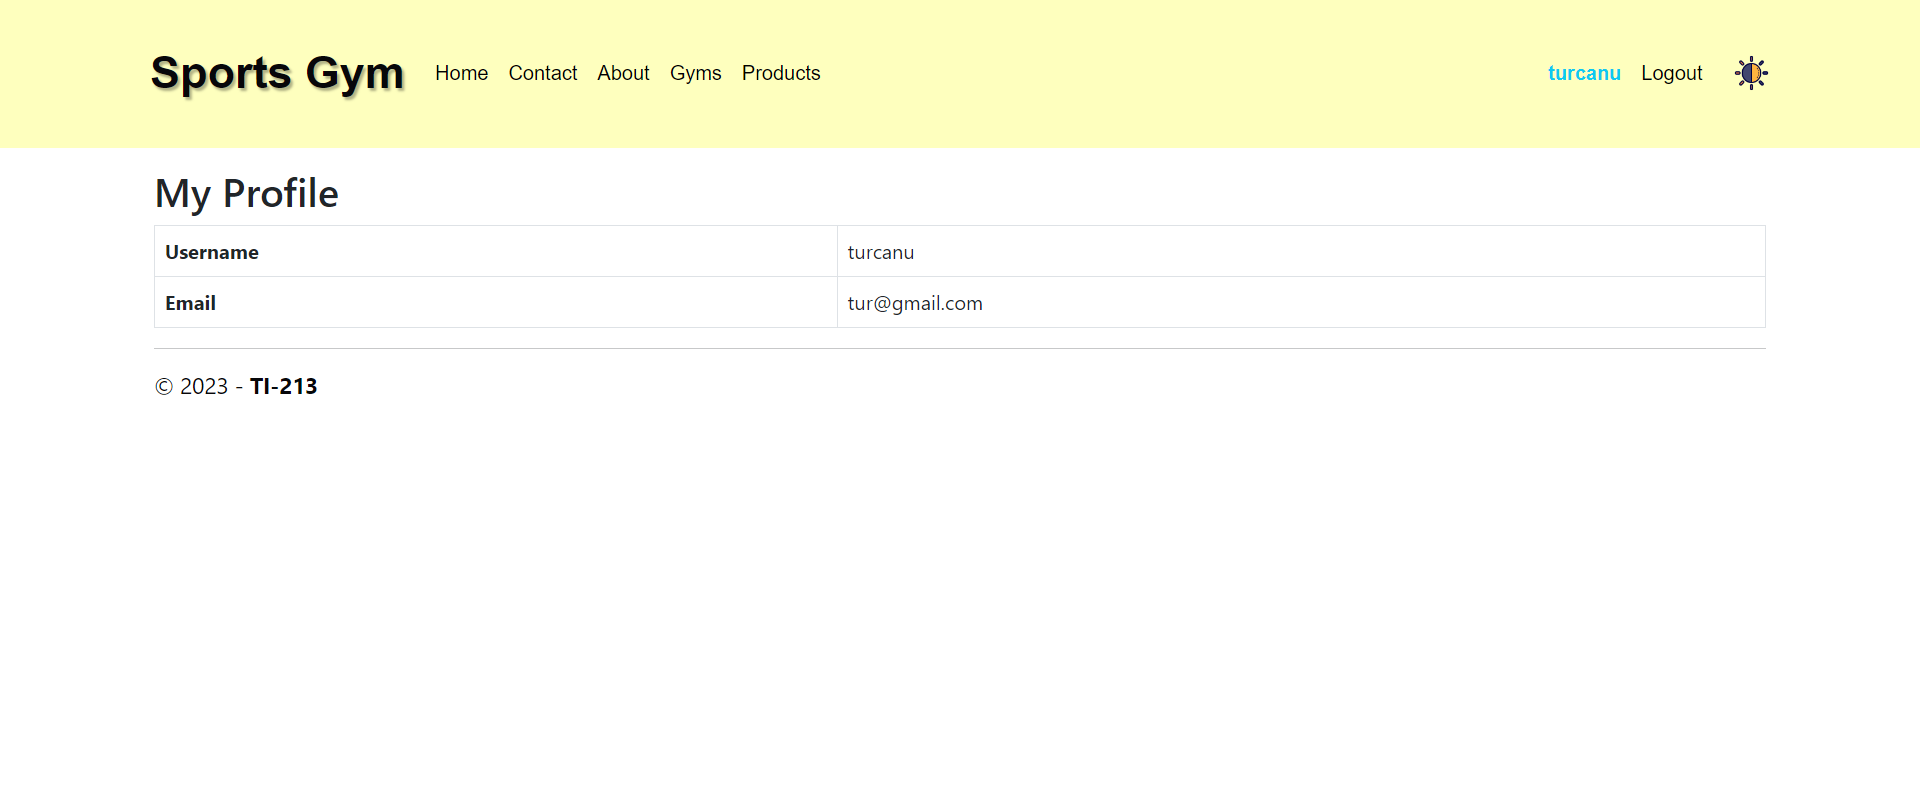 Sports Gym Home Contact About Gyms Products turcanu Logout
My Profile
Username turcanu
Email tur@gmail.com
© 2023 - TI-213